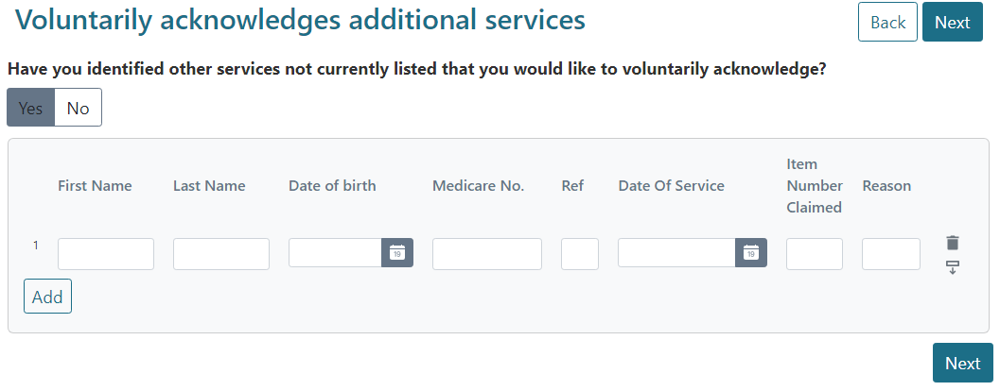 Voluntarily acknowledges additional services
Back
Next
Have you identified other services not currently listed that you would like to voluntarily acknowledge?
Yes
No
First Name
Last Name
Date of birth
Medicare No.
Ref
Date Of Service
Item
Number
Claimed
Reason
1
19
19
Add
Next